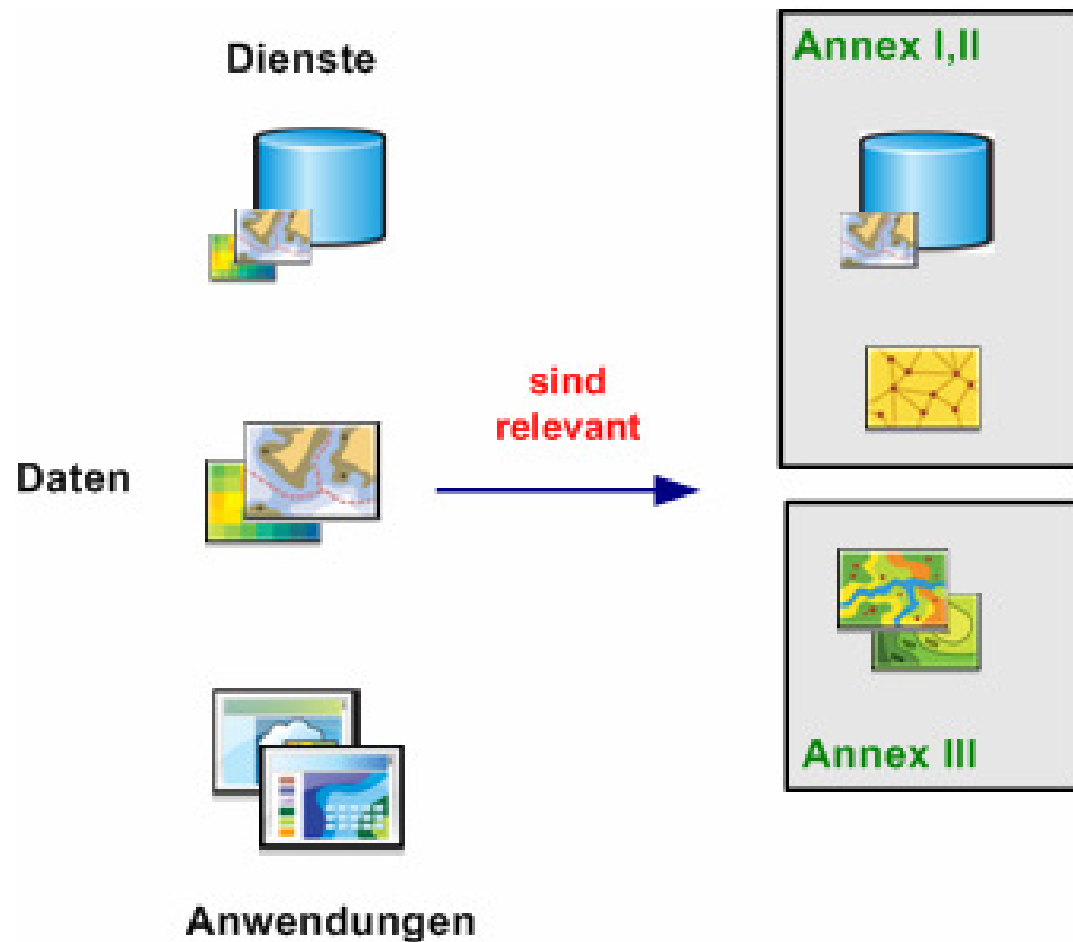 Dienste
Annex I,II
sind
relevant
Daten
Annex III
Anwendungen